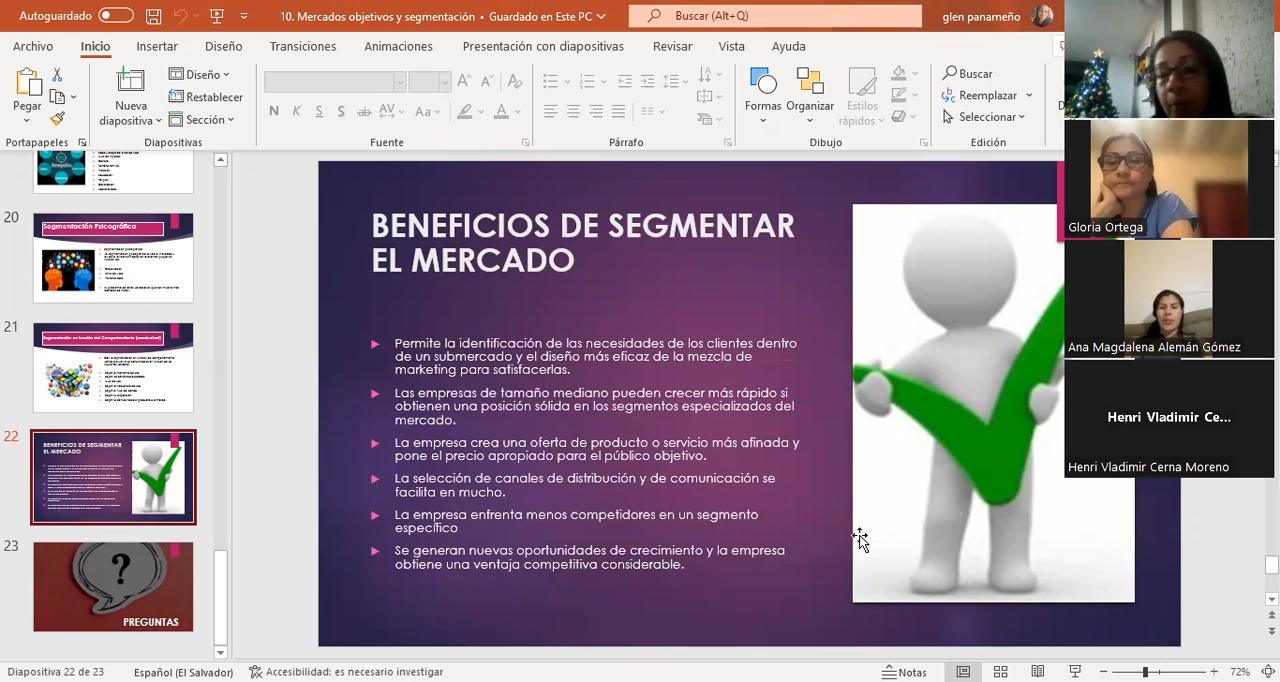 Autoguardado
10. Mercados objetivos y segmentación • Guardado en Este PC
Buscar (Alt+Q)
glen panameño
Archivo Inicio Insertar Diseño Transiciones Animaciones Presentación con diapositivas Revisar Vista Ayuda
Pegar
Nueva diapositiva
Diseño
Restablecer
Sección
N K S S ab AV Aa A
Formas
Organizar
Estilos rápidos
Buscar
Reemplazar
Seleccionar
Portapapeles
Diapositivas
Fuente
Párrafo
Dibujo
Edición
20
Segmentación Psicográfica
21
Segmentación en función del Comportamiento (conductual)
22
BENEFICIOS DE SEGMENTAR
EL MERCADO
23
?
PREGUNTAS
BENEFICIOS DE SEGMENTAR
EL MERCADO
Permite la identificación de las necesidades de los clientes dentro
de un submercado y el diseño más eficaz de la mezcla de
marketing para satisfacerlas.
Las empresas de tamaño mediano pueden crecer más rápido si
obtienen una posición sólida en los segmentos especializados del
mercado.
La empresa crea una oferta de producto o servicio más afinada y
pone el precio apropiado para el público objetivo.
La selección de canales de distribución y de comunicación se
facilita en mucho.
La empresa enfrenta menos competidores en un segmento
específico
Se generan nuevas oportunidades de crecimiento y la empresa
obtiene una ventaja competitiva considerable.
Gloria Ortega
Ana Magdalena Alemán Gómez
Henri Vladimir Ce...
Henri Vladimir Cerna Moreno
Diapositiva 22 de 23
Español (El Salvador)
Accesibilidad: es necesario investigar
Notas
72%